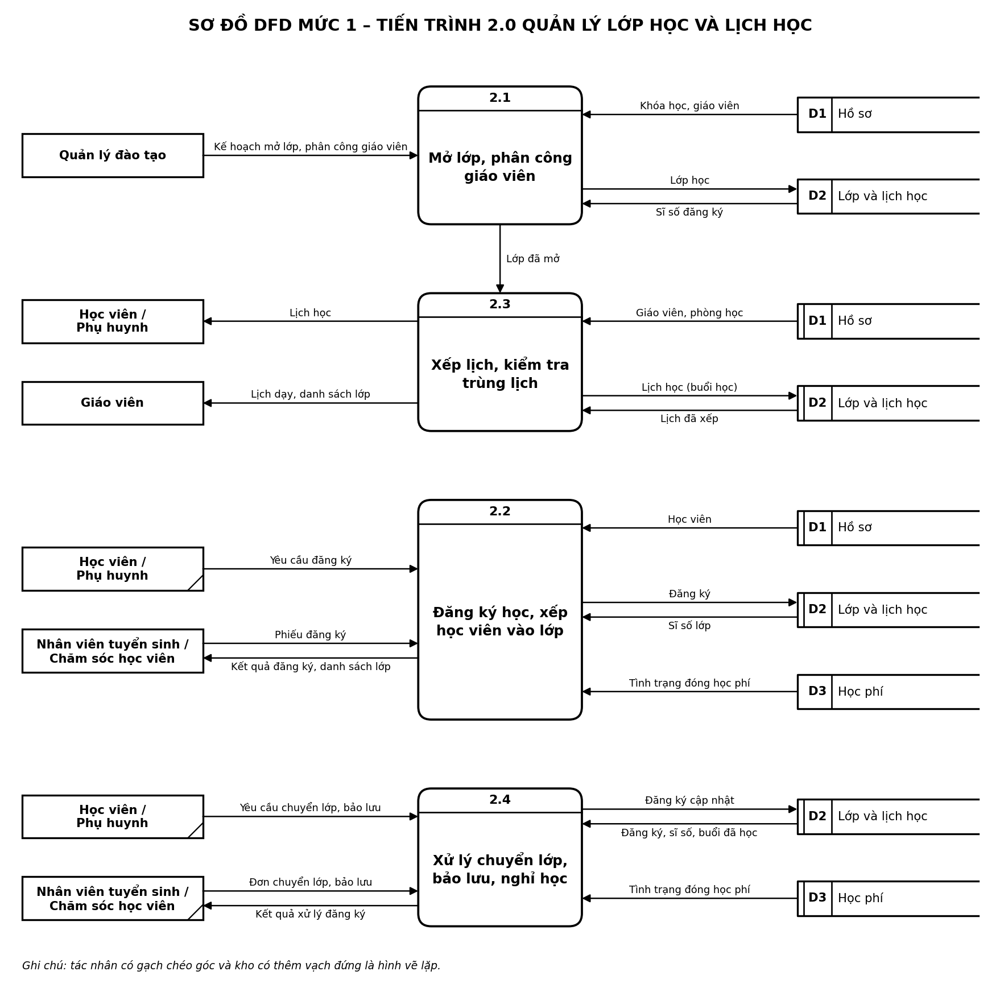 SƠ ĐỒ DFD MỨC 1 – TIẾN TRÌNH 2.0 QUẢN LÝ LỚP HỌC VÀ LỊCH HỌC
2.1
Mở lớp, phân công
giáo viên
Quản lý đào tạo
Kế hoạch mở lớp, phân công giáo viên
Khóa học, giáo viên
D1 Hồ sơ
Lớp học
Sĩ số đăng ký
D2 Lớp và lịch học
Lớp đã mở
2.3
Xếp lịch, kiểm tra
trùng lịch
Học viên /
Phụ huynh
Lịch học
Giáo viên
Lịch dạy, danh sách lớp
Giáo viên, phòng học
D1 Hồ sơ
Lịch học (buổi học)
Lịch đã xếp
D2 Lớp và lịch học
2.2
Đăng ký học, xếp
học viên vào lớp
Học viên /
Phụ huynh
Yêu cầu đăng ký
Nhân viên tuyển sinh /
Chăm sóc học viên
Phiếu đăng ký
Kết quả đăng ký, danh sách lớp
Học viên
D1 Hồ sơ
Đăng ký
Sĩ số lớp
D2 Lớp và lịch học
Tình trạng đóng học phí
D3 Học phí
2.4
Xử lý chuyển lớp,
bảo lưu, nghỉ học
Học viên /
Phụ huynh
Yêu cầu chuyển lớp, bảo lưu
Nhân viên tuyển sinh /
Chăm sóc học viên
Đơn chuyển lớp, bảo lưu
Kết quả xử lý đăng ký
Đăng ký cập nhật
Đăng ký, sĩ số, buổi đã học
D2 Lớp và lịch học
Tình trạng đóng học phí
D3 Học phí
Ghi chú: tác nhân có gạch chéo góc và kho có thêm vạch đứng là hình vẽ lặp.